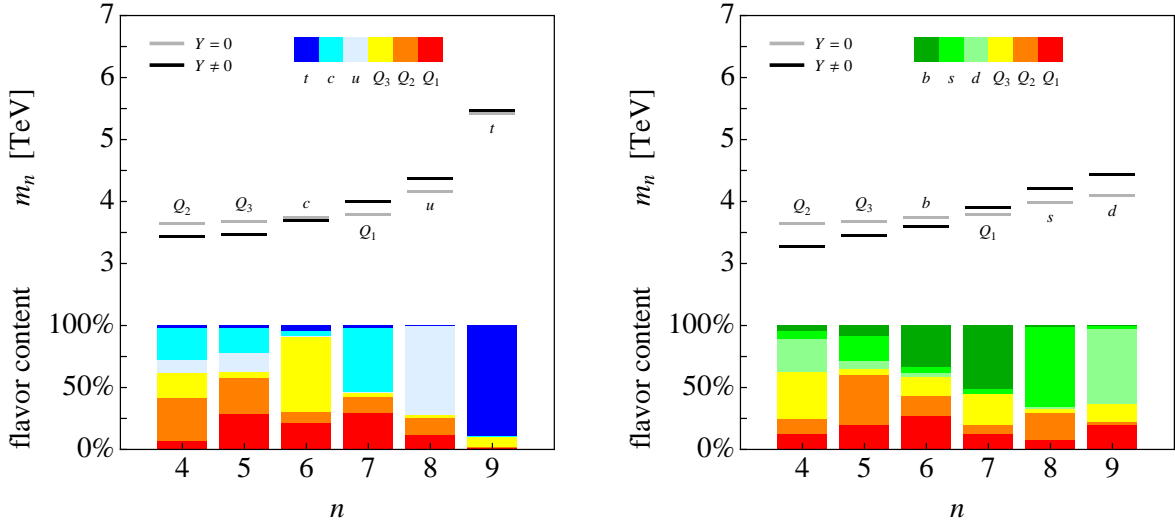 7
6
5
4
3
100%
50%
0%
m_n [TeV]
flavor content
Y = 0
Y ≠ 0
t c u Q_3 Q_2 Q_1
Q_2
Q_3
c
Q_1
u
t
4 5 6 7 8 9
n
7
6
5
4
3
100%
50%
0%
m_n [TeV]
flavor content
Y = 0
Y ≠ 0
b s d Q_3 Q_2 Q_1
Q_2
Q_3
b
Q_1
s
d
4 5 6 7 8 9
n